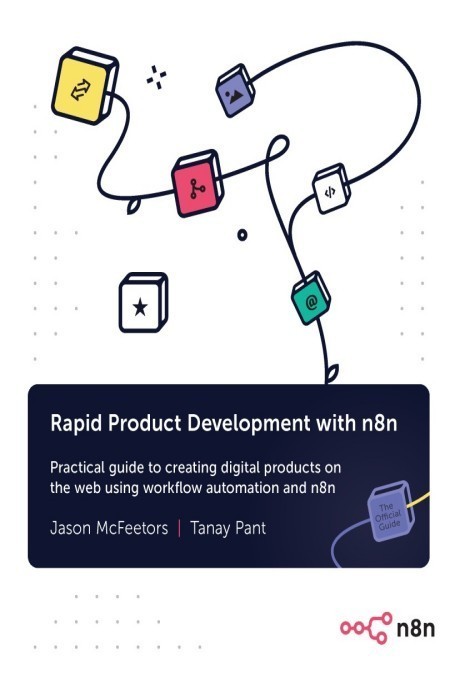 </>
@
Rapid Product Development with n8n
Practical guide to creating digital products on
the web using workflow automation and n8n
Jason McFeetors | Tanay Pant
The
Official
Guide
n8n